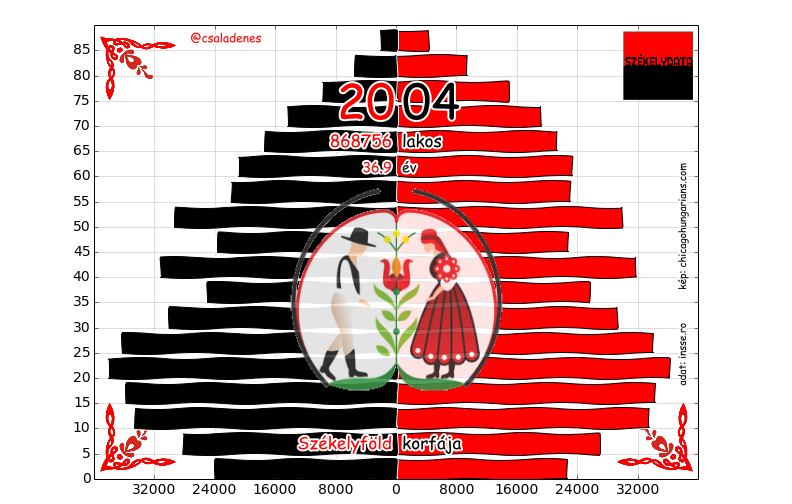 @csaladenes
SZÉKELYDATA
2004
868756 lakos
36.9 év
kép: chicagohungarians.com
adat: insse.ro
Székelyföld korfája
85
80
75
70
65
60
55
50
45
40
35
30
25
20
15
10
5
0
32000 24000 16000 8000 0 8000 16000 24000 32000